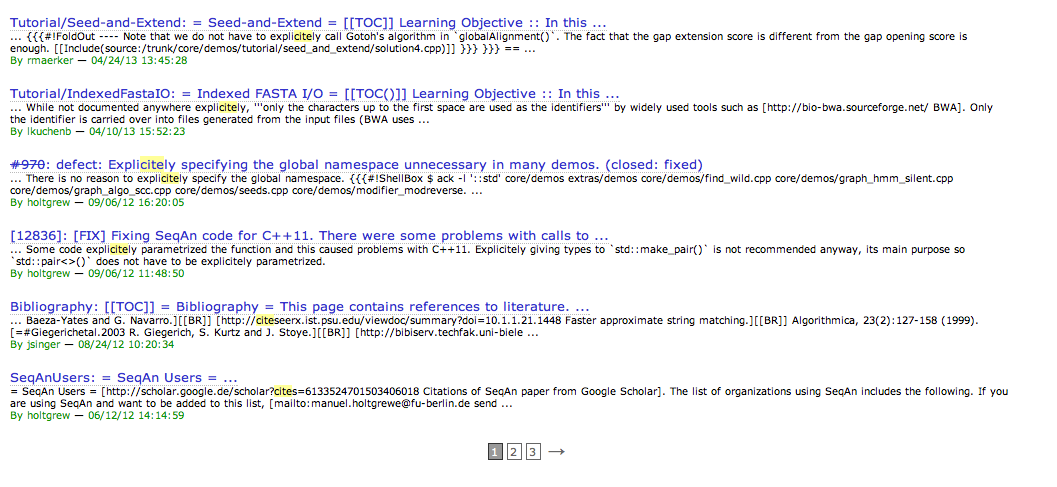 Tutorial/Seed-and-Extend: = Seed-and-Extend = [[TOC]] Learning Objective :: In this ...
... {{{#!FoldOut ---- Note that we do not have to explicitely call Gotoh's algorithm in `globalAlignment()`. The fact that the gap extension score is different from the gap opening score is
enough. [[Include(source:/trunk/core/demos/tutorial/seed_and_extend/solution4.cpp)]] }}} }}} == ...
By rmaerker — 04/24/13 13:45:28
Tutorial/IndexedFastaIO: = Indexed FASTA I/O = [[TOC()]] Learning Objective :: In this ...
... While not documented anywhere explicitely, '''only the characters up to the first space are used as the identifiers''' by widely used tools such as [http://bio-bwa.sourceforge.net/ BWA]. Only
the identifier is carried over into files generated from the input files (BWA uses ...
By lkuchenb — 04/10/13 15:52:23
#970: defect: Explicitely specifying the global namespace unnecessary in many demos. (closed: fixed)
... There is no reason to explicitely specify the global namespace. {{{#!ShellBox $ ack -l '::std' core/demos extras/demos core/demos/find_wild.cpp core/demos/graph_hmm_silent.cpp
core/demos/graph_algo_scc.cpp core/demos/seeds.cpp core/demos/modifier_modreverse. ...
By holtgrew — 09/06/12 16:20:05
[12836]: [FIX] Fixing SeqAn code for C++11. There were some problems with calls to ...
... Some code explicitely parametrized the function and this caused problems with C++11. Explicitely giving types to `std::make_pair()` is not recommended anyway, its main purpose so
`std::pair<>()` does not have to be explicitely parametrized.
By holtgrew — 09/06/12 11:48:50
Bibliography: [[TOC]] = Bibliography = This page contains references to literature. ...
... Baeza-Yates and G. Navarro.][[BR]] [http://citeseerx.ist.psu.edu/viewdoc/summary?doi=10.1.1.21.1448 Faster approximate string matching.][[BR]] Algorithmica, 23(2):127-158 (1999).
[=#Giegerichetal.2003 R. Giegerich, S. Kurtz and J. Stoye.][[BR]] [http://bibiserv.techfak.uni-biele ...
By jsinger — 08/24/12 10:20:34
SeqAnUsers: = SeqAn Users = ...
= SeqAn Users = [http://scholar.google.de/scholar?cites=6133524701503406018 Citations of SeqAn paper from Google Scholar]. The list of organizations using SeqAn includes the following. If you
are using SeqAn and want to be added to this list, [mailto:manuel.holtgrewe@fu-berlin.de send ...
By holtgrew — 06/12/12 14:14:59
1 2 3 →